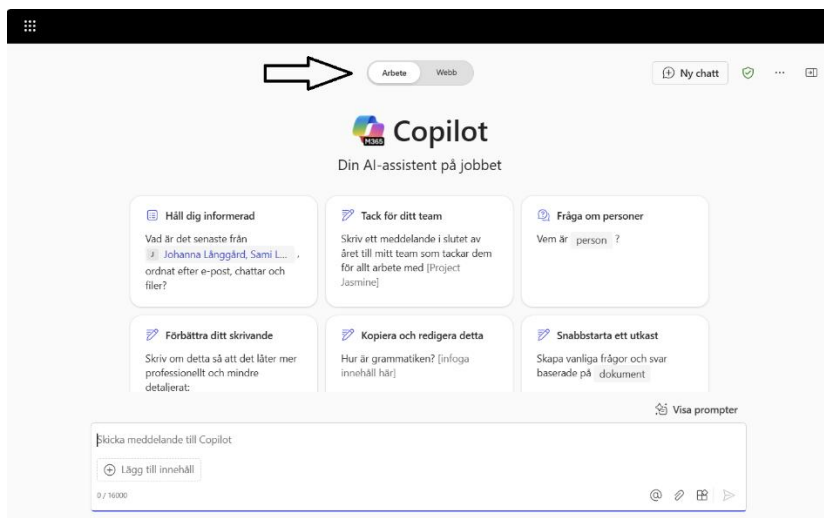 Arbete
Webb
Ny chatt
M365
Copilot
Din AI-assistent på jobbet
Håll dig informerad
Vad är det senaste från
J Johanna Långgård, Sami L... ,
ordnat efter e-post, chattar och
filer?
Tack för ditt team
Skriv ett meddelande i slutet av
året till mitt team som tackar dem
för allt arbete med [Project
Jasmine]
Fråga om personer
Vem är person ?
Förbättra ditt skrivande
Skriv om detta så att det låter mer
professionellt och mindre
detaljerat:
Kopiera och redigera detta
Hur är grammatiken? [infoga
innehåll här]
Snabbstarta ett utkast
Skapa vanliga frågor och svar
baserade på dokument
Visa prompter
Skicka meddelande till Copilot
Lägg till innehåll
0 / 16000